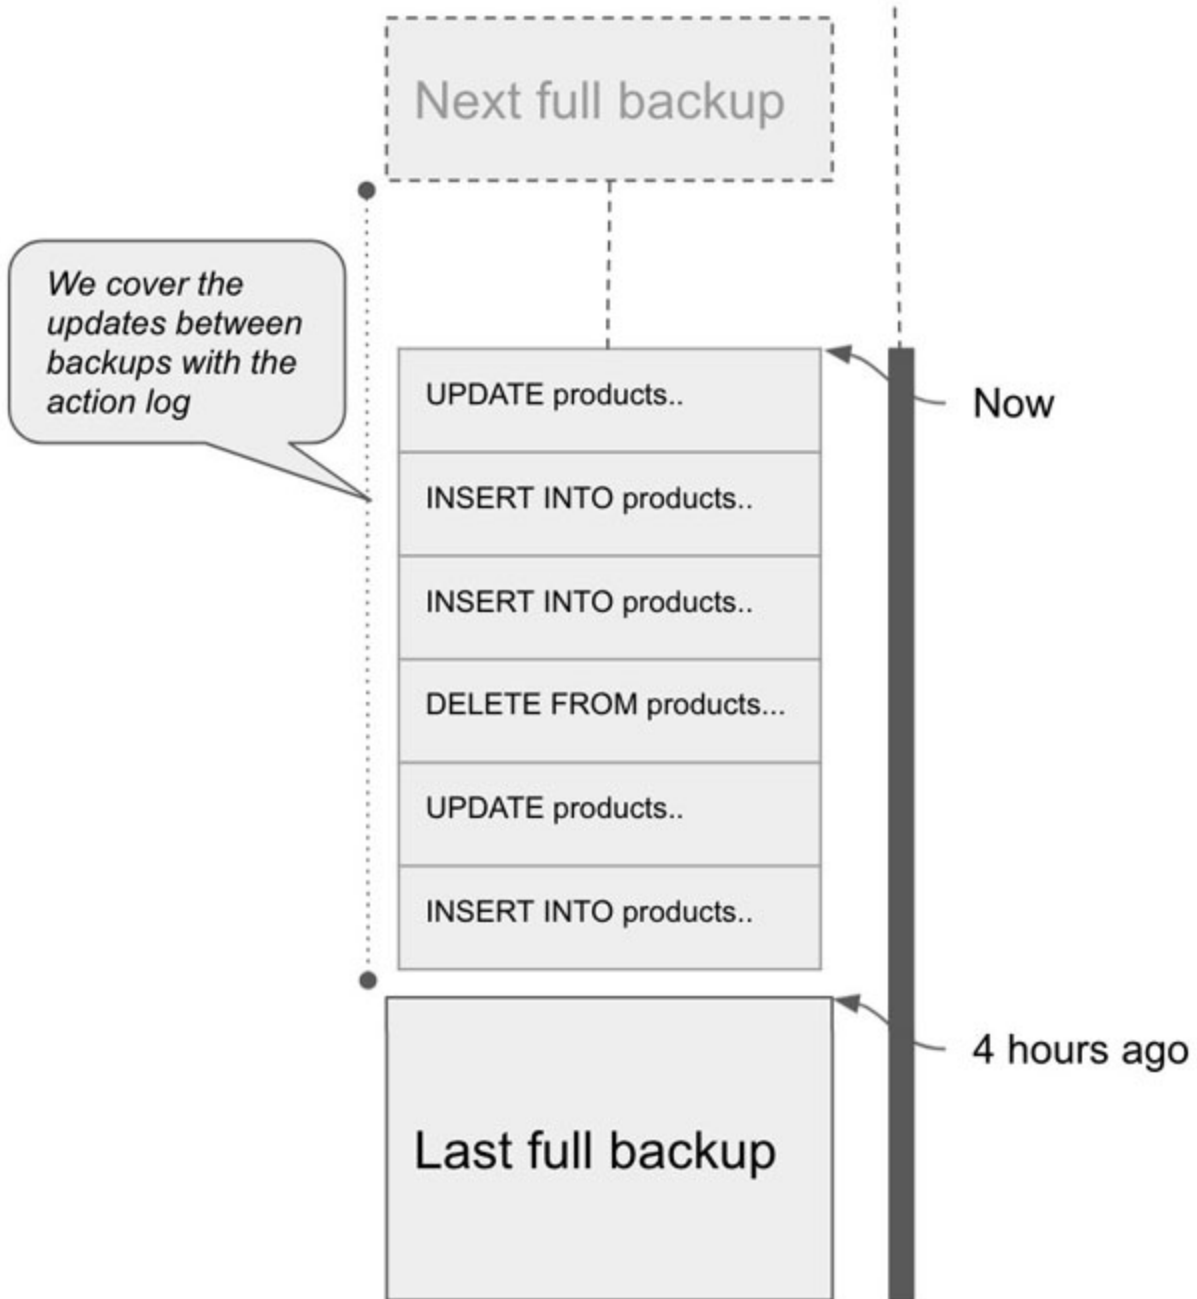 Next full backup
We cover the
updates between
backups with the
action log
UPDATE products..
Now
INSERT INTO products..
INSERT INTO products..
DELETE FROM products...
UPDATE products..
INSERT INTO products..
4 hours ago
Last full backup